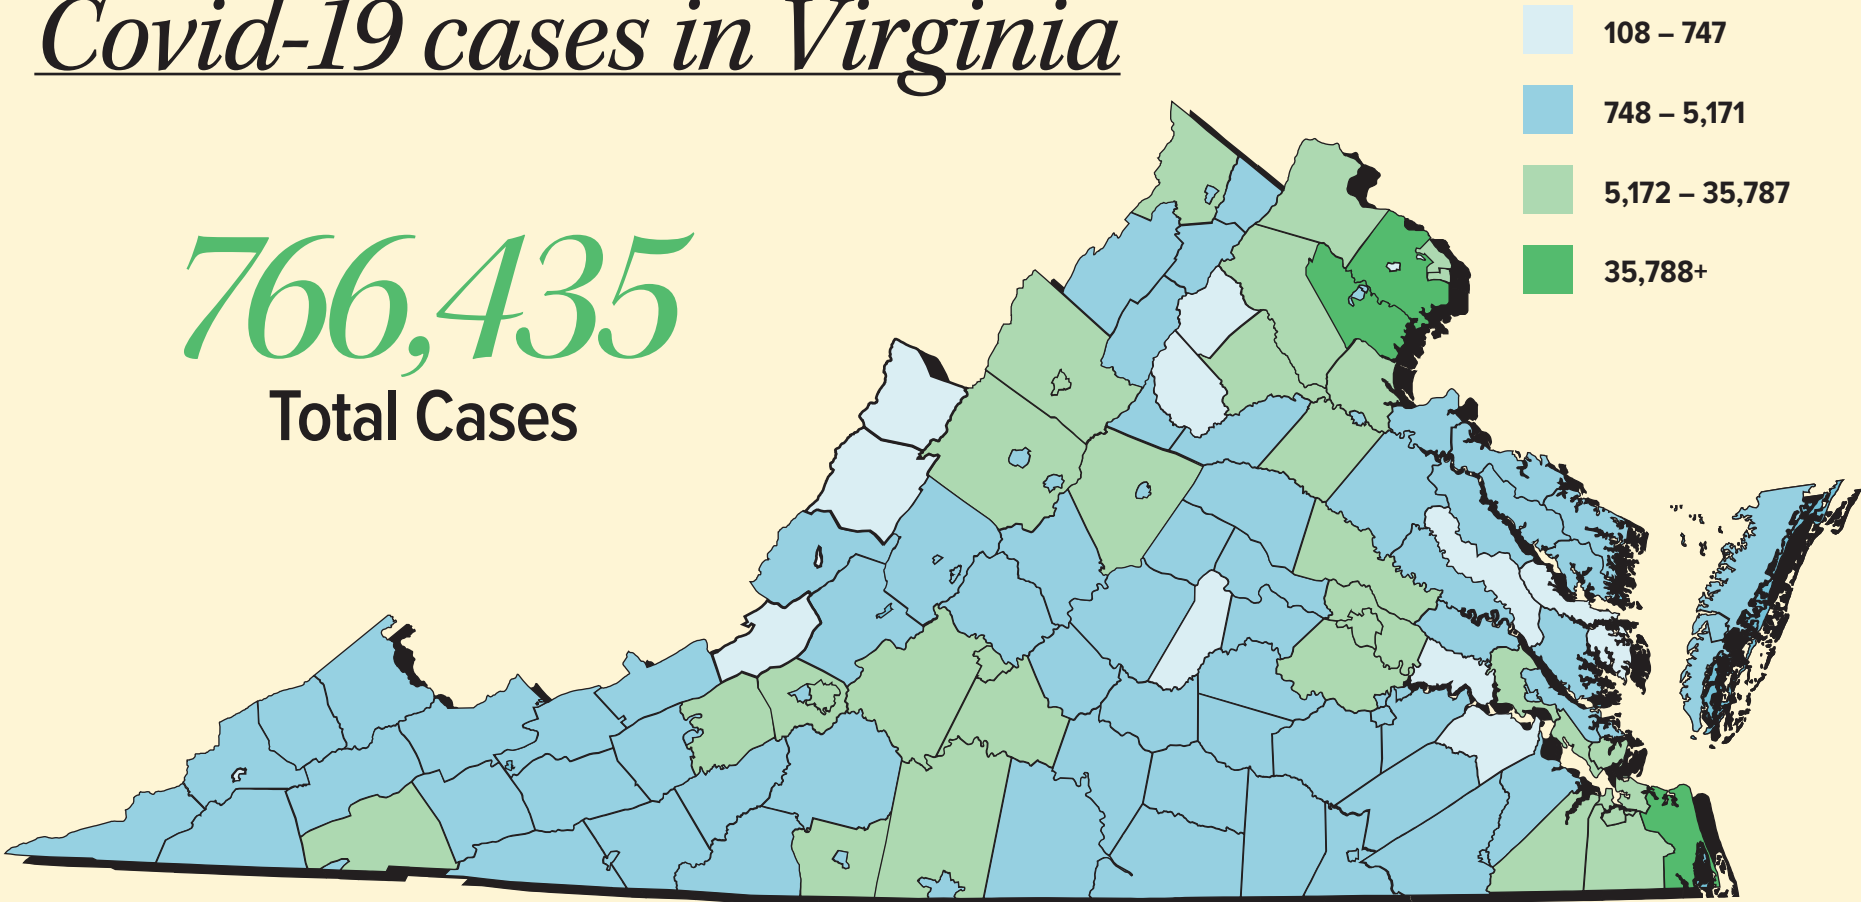 Covid-19 cases in Virginia
108 – 747
748 – 5,171
5,172 – 35,787
35,788+
766,435
Total Cases